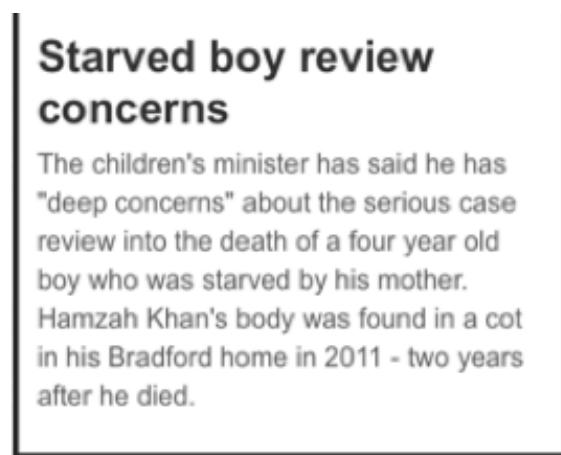 Starved boy review
concerns
The children's minister has said he has
"deep concerns" about the serious case
review into the death of a four year old
boy who was starved by his mother.
Hamzah Khan's body was found in a cot
in his Bradford home in 2011 - two years
after he died.